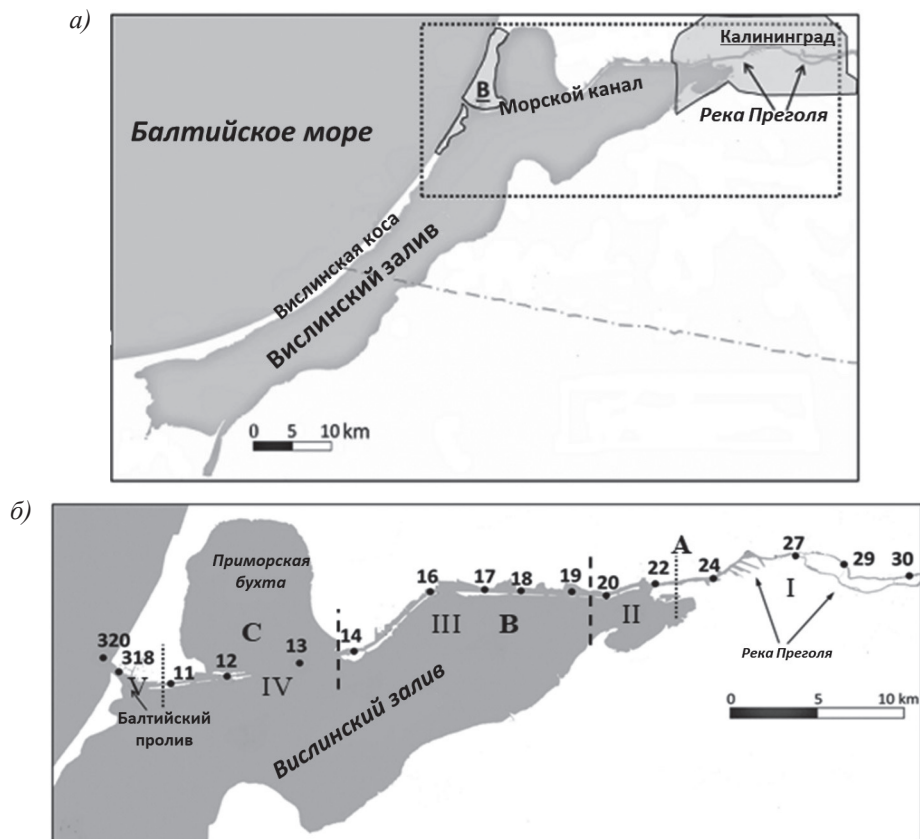 а)
Калининград
В
Морской канал
Река Преголя
Балтийское море
Вислинская коса
Вислинский залив
0 5 10 km
б)
Приморская
бухта
А
27
29
30
16
17
18
19
20
22
24
I
II
С
III
В
320
318
14
13
12
11
IV
V
Река Преголя
Балтийский
пролив
Вислинский залив
0 5 10 km